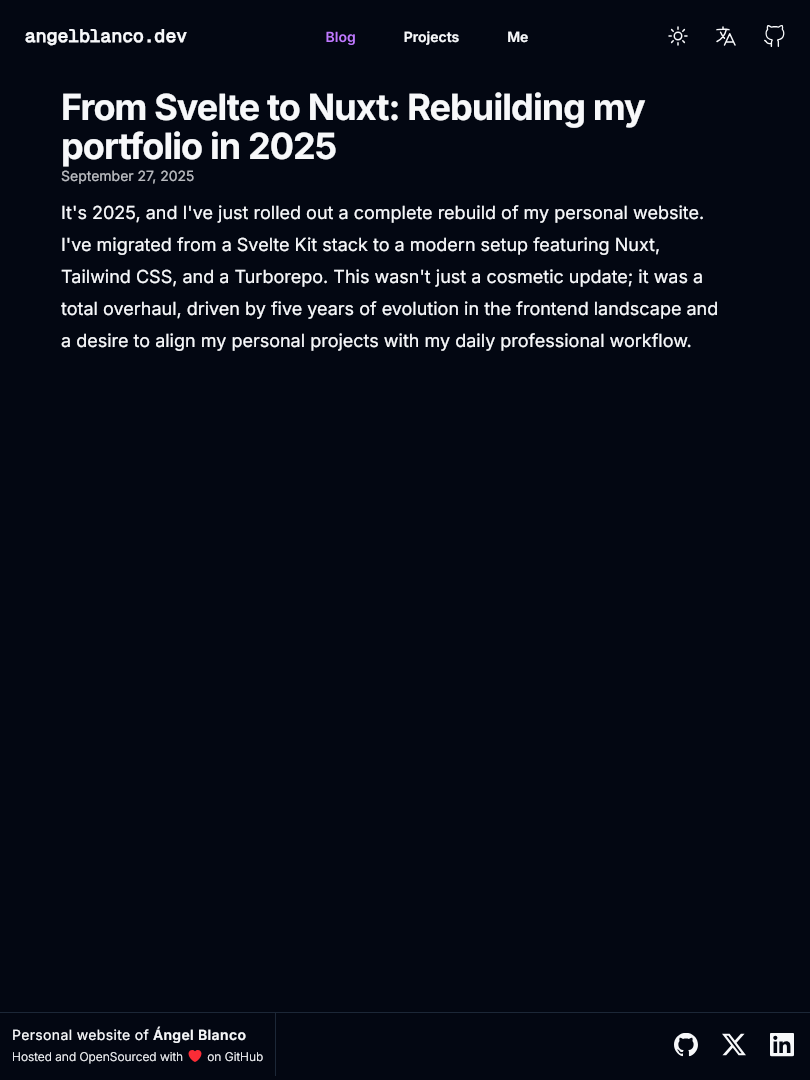 angelblanco.dev
Blog
Projects
Me
From Svelte to Nuxt: Rebuilding my
portfolio in 2025
September 27, 2025
It's 2025, and I've just rolled out a complete rebuild of my personal website.
I've migrated from a Svelte Kit stack to a modern setup featuring Nuxt,
Tailwind CSS, and a Turborepo. This wasn't just a cosmetic update; it was a
total overhaul, driven by five years of evolution in the frontend landscape and
a desire to align my personal projects with my daily professional workflow.
Personal website of Ángel Blanco
Hosted and OpenSourced with ❤️ on GitHub